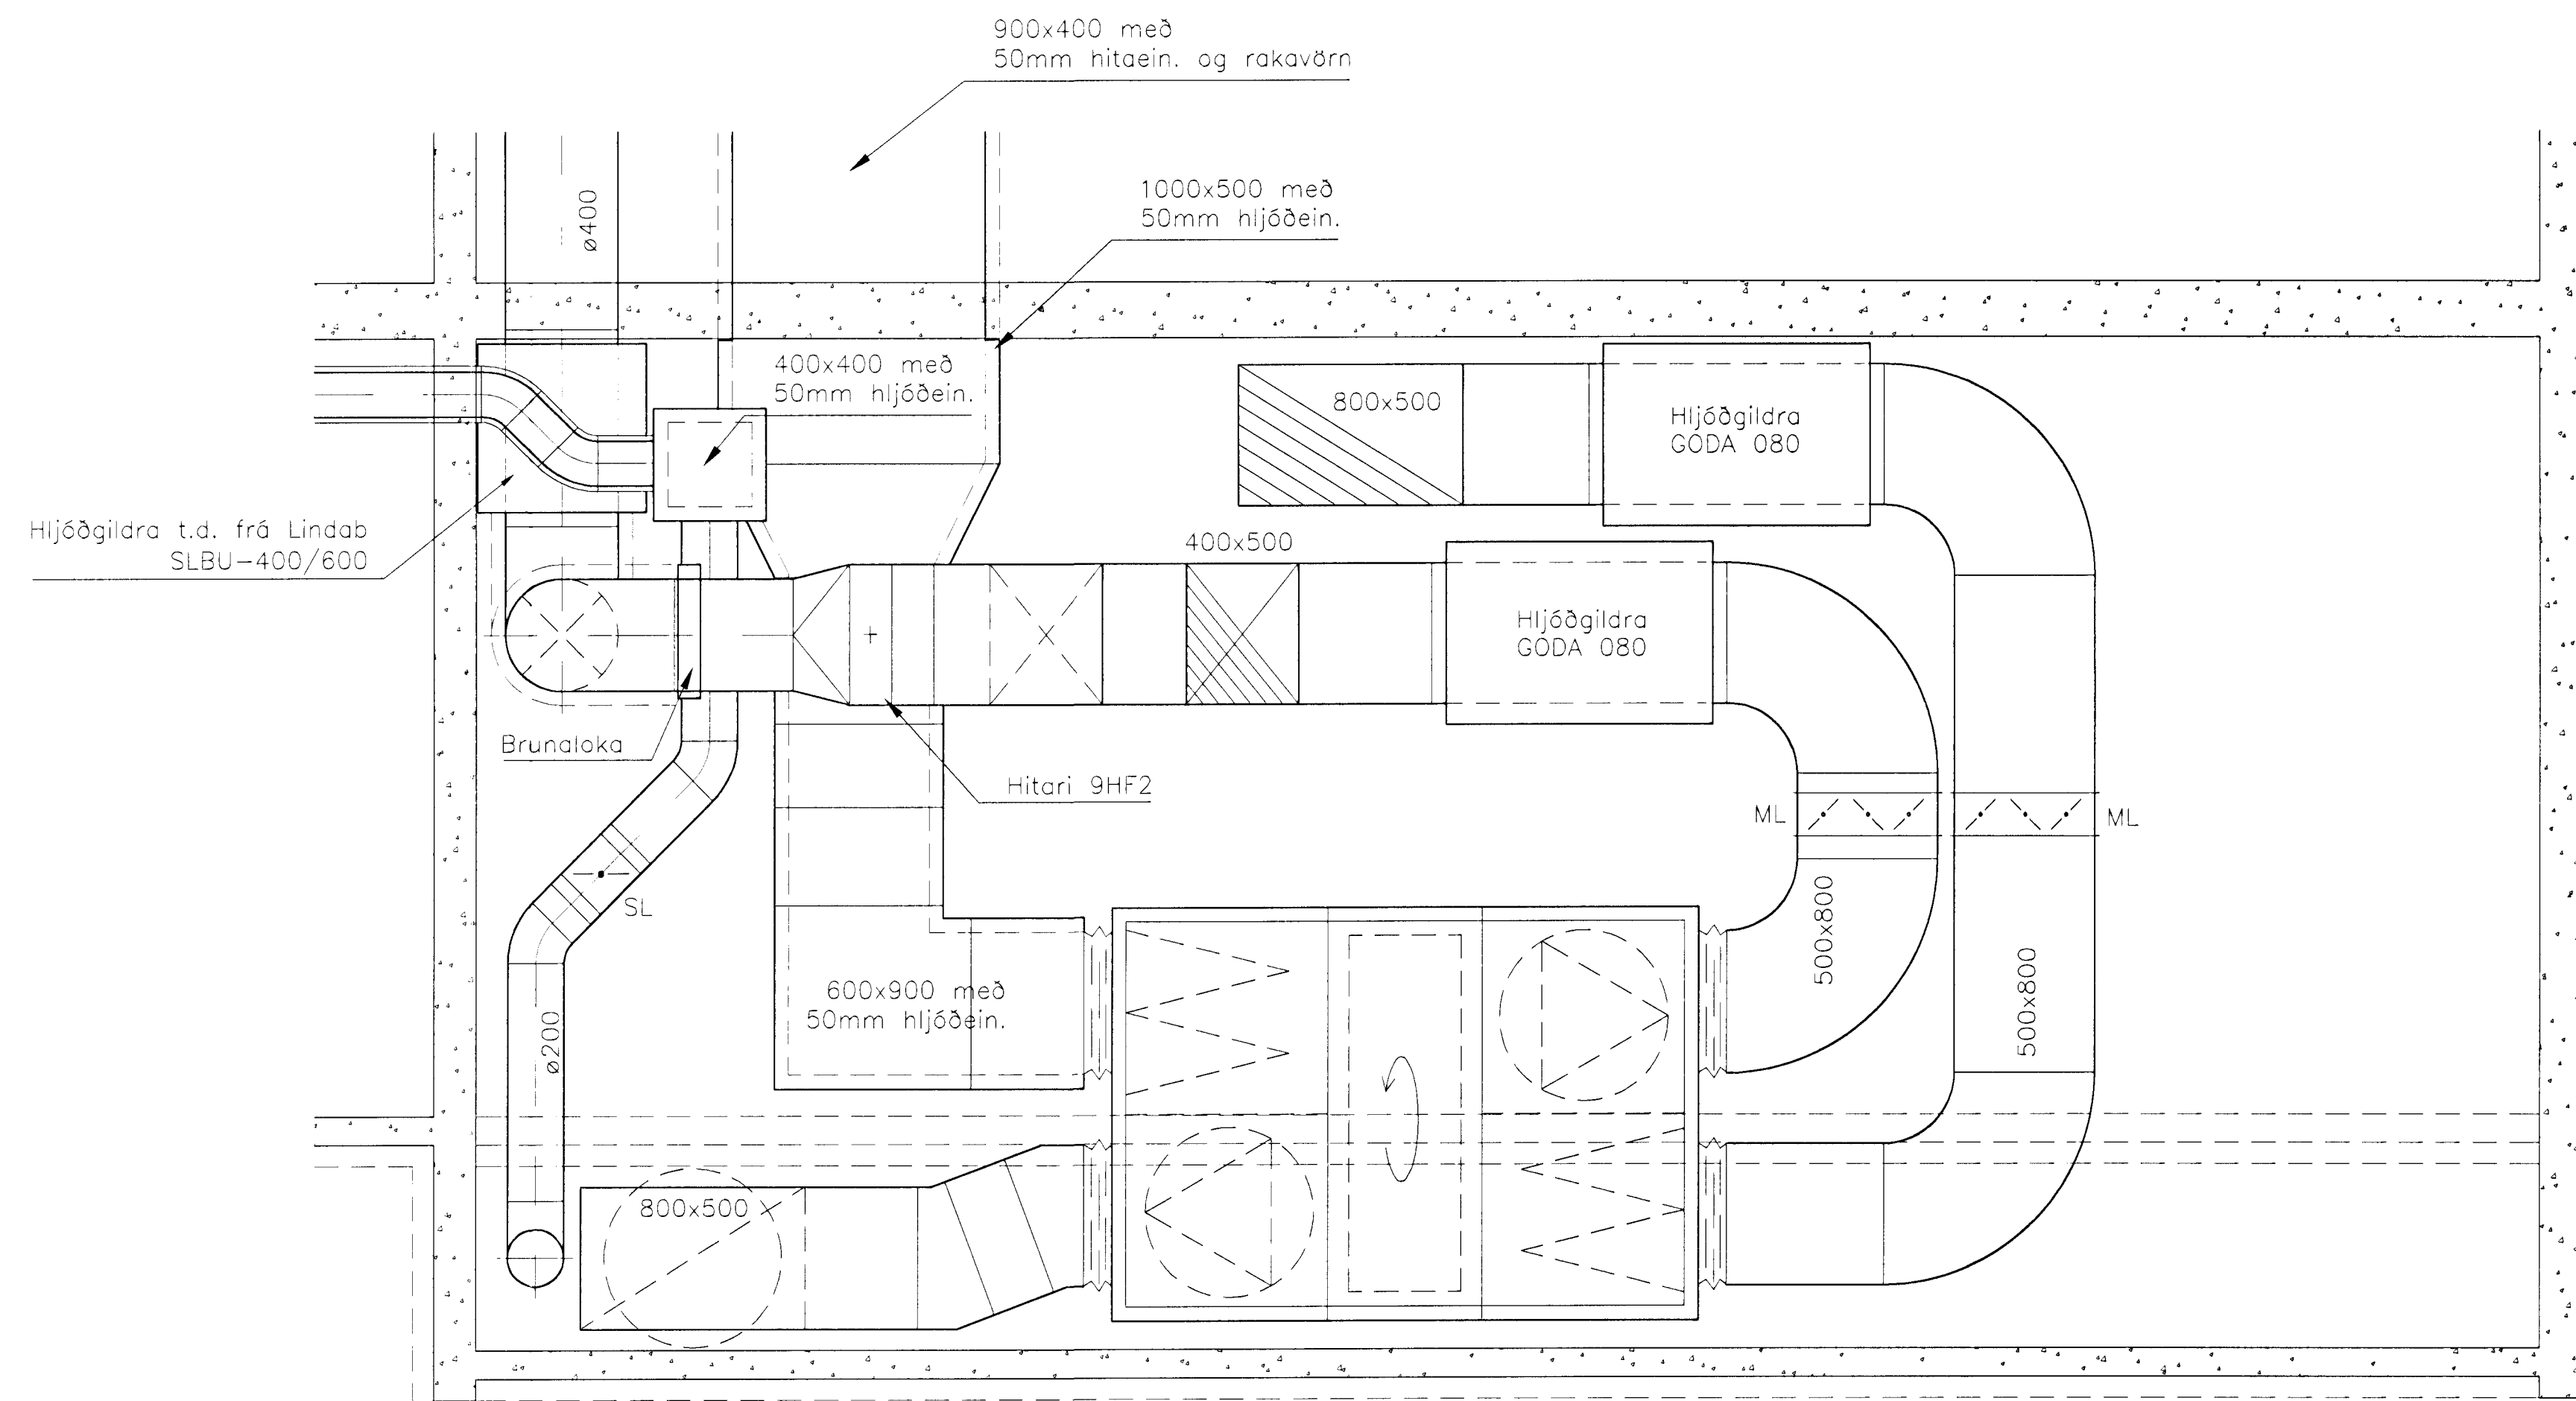 900x400 með
50mm hitaein. og rakavörn
1000x500 með
50mm hljóðein.
ø400
400x400 með
50mm hljóðein.
800x500
Hljóðgildra
GODA 080
Hljóðgildra t.d. frá Lindab
SLBU-400/600
400x500
Hljóðgildra
GODA 080
Brunaloka
Hitari 9HF2
ML
ML
SL
500x800
500x800
600x900 með
50mm hljóðein.
ø200
800x500